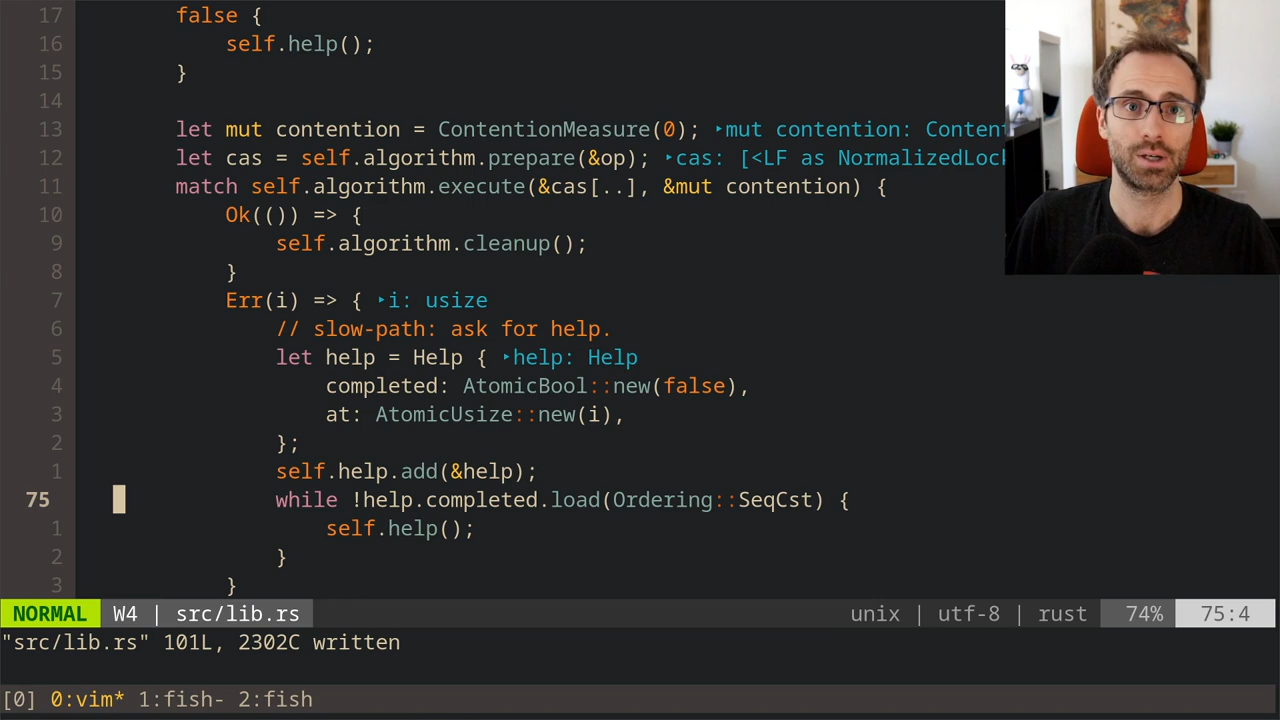 17 false {
16 self.help();
15 }
14
13 let mut contention = ContentionMeasure(0); ‣mut contention: Content
12 let cas = self.algorithm.prepare(&op); ‣cas: [<LF as NormalizedLock
11 match self.algorithm.execute(&cas[..], &mut contention) {
10 Ok(()) => {
9 self.algorithm.cleanup();
8 }
7 Err(i) => { ‣i: usize
6 // slow-path: ask for help.
5 let help = Help { ‣help: Help
4 completed: AtomicBool::new(false),
3 at: AtomicUsize::new(i),
2 };
1 self.help.add(&help);
75 while !help.completed.load(Ordering::SeqCst) {
1 self.help();
2 }
3 }
NORMAL W4 | src/lib.rs unix | utf-8 | rust 74% 75:4
"src/lib.rs" 101L, 2302C written
[0] 0:vim* 1:fish- 2:fish